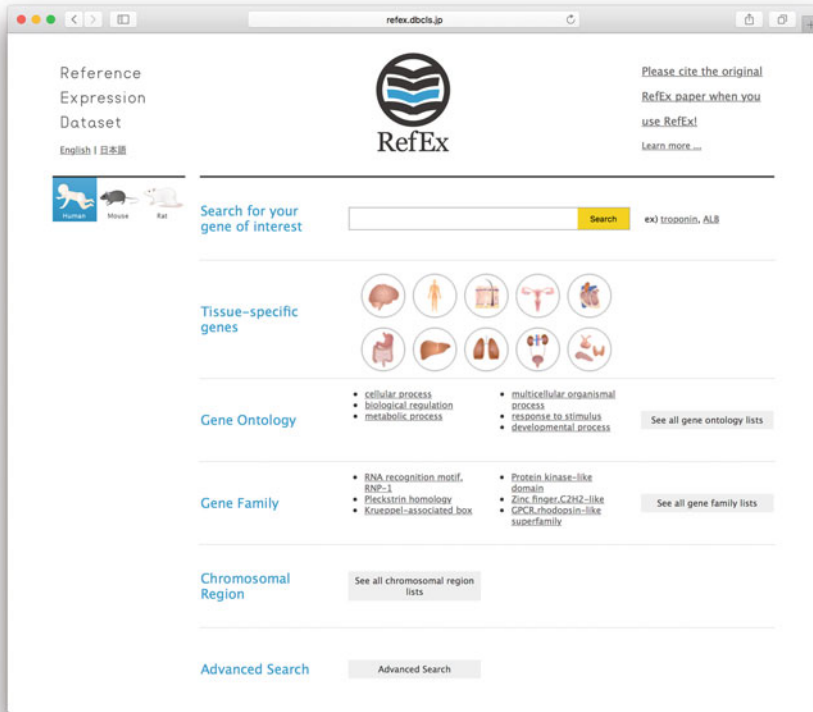 refex.dbcls.jp
Reference
Expression
Dataset
English | 日本語
RefEx
Please cite the original
RefEx paper when you
use RefEx!
Learn more ...
Human
Mouse
Rat
Search for your
gene of interest
Search
ex) troponin, ALB
Tissue-specific
genes
Gene Ontology
• cellular process
• biological regulation
• metabolic process
• multicellular organismal
process
• response to stimulus
• developmental process
See all gene ontology lists
Gene Family
• RNA recognition motif,
RNP-1
• Pleckstrin homology
• Krueppel-associated box
• Protein kinase-like
domain
• Zinc finger,C2H2-like
• GPCR,rhodopsin-like
superfamily
See all gene family lists
Chromosomal
Region
See all chromosomal region
lists
Advanced Search
Advanced Search